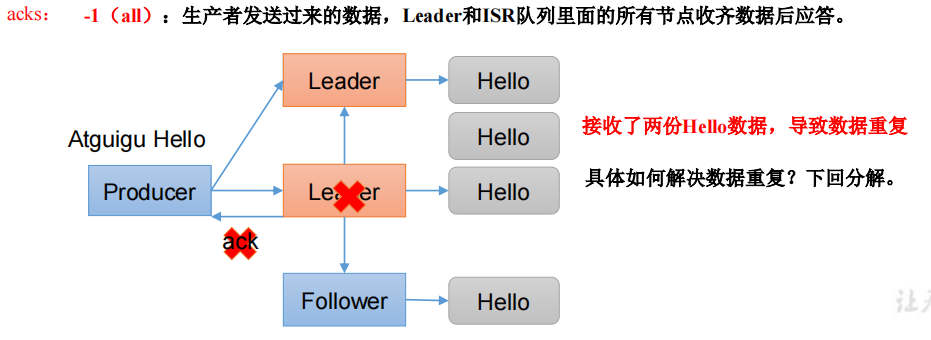 acks： -1（all）：生产者发送过来的数据，Leader和ISR队列里面的所有节点收齐数据后应答。
Leader
Hello
Hello
接收了两份Hello数据，导致数据重复
Atguigu Hello
Producer
Leader
Hello
具体如何解决数据重复？下回分解。
ack
Follower
Hello
让